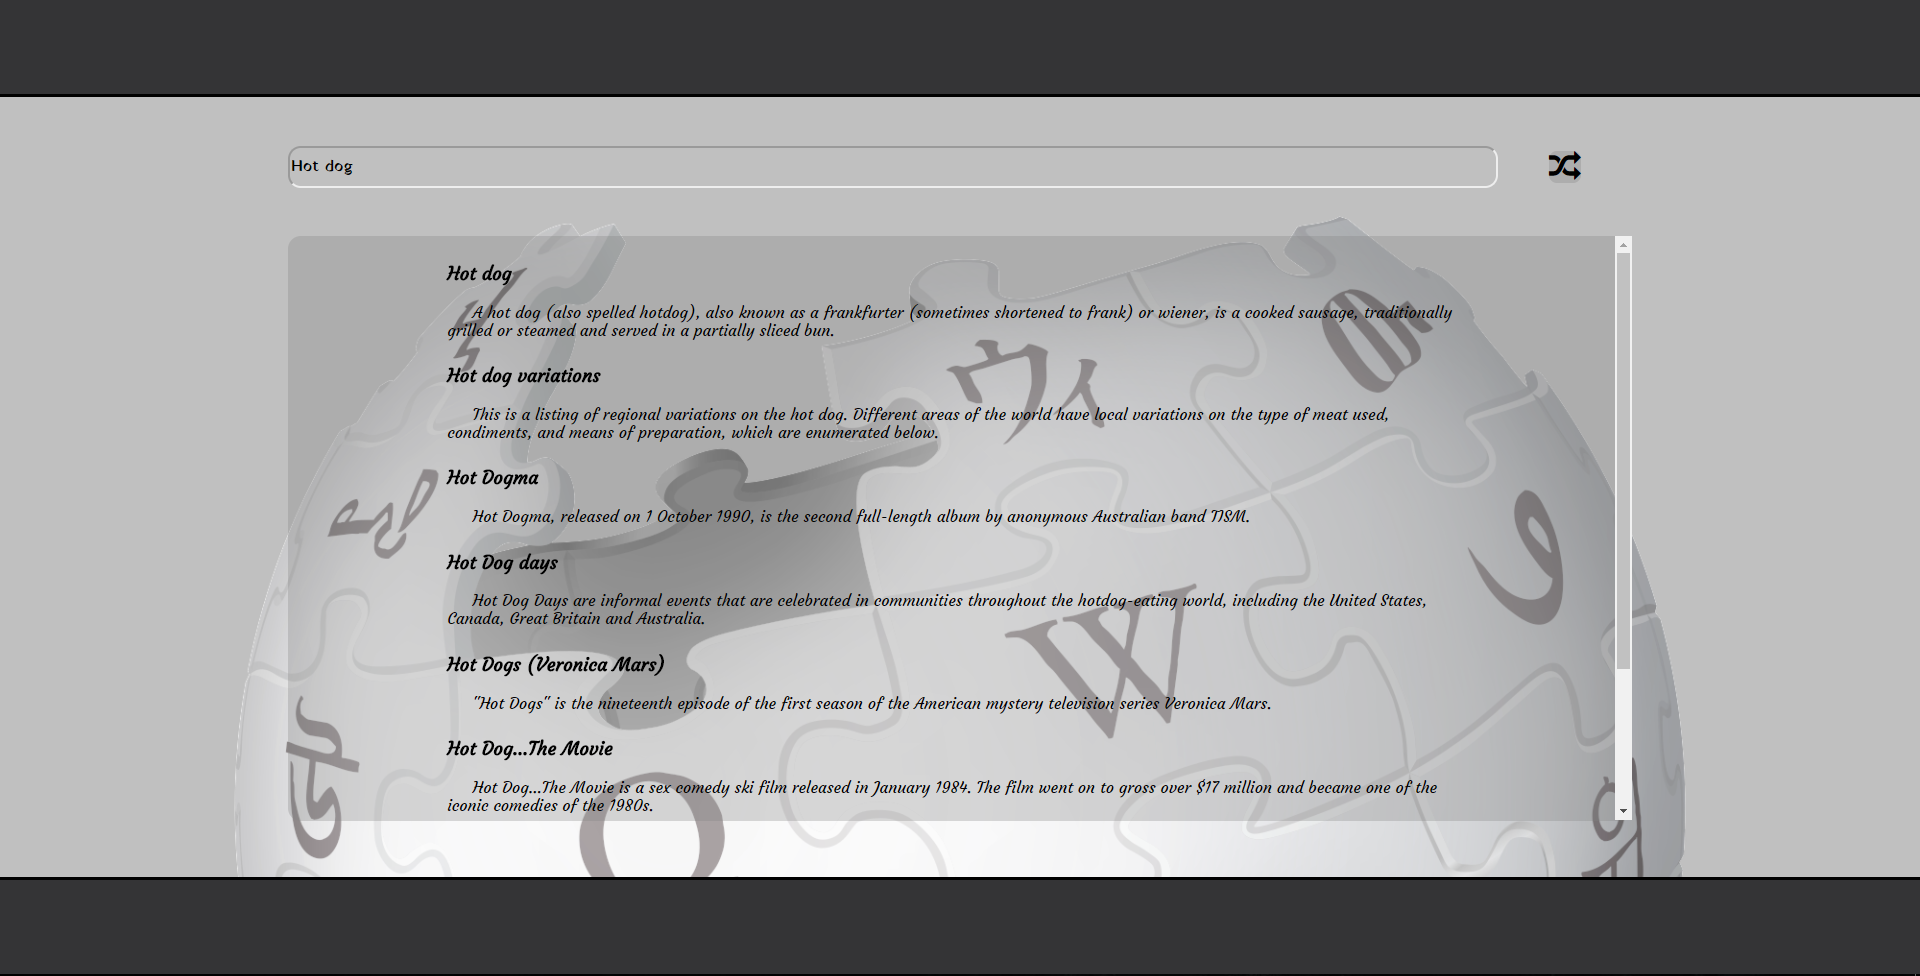 Hot dog
Hot dog
A hot dog (also spelled hotdog), also known as a frankfurter (sometimes shortened to frank) or wiener, is a cooked sausage, traditionally
grilled or steamed and served in a partially sliced bun.
Hot dog variations
This is a listing of regional variations on the hot dog. Different areas of the world have local variations on the type of meat used,
condiments, and means of preparation, which are enumerated below.
Hot Dogma
Hot Dogma, released on 1 October 1990, is the second full-length album by anonymous Australian band TISM.
Hot Dog days
Hot Dog Days are informal events that are celebrated in communities throughout the hotdog-eating world, including the United States,
Canada, Great Britain and Australia.
Hot Dogs (Veronica Mars)
"Hot Dogs" is the nineteenth episode of the first season of the American mystery television series Veronica Mars.
Hot Dog...The Movie
Hot Dog...The Movie is a sex comedy ski film released in January 1984. The film went on to gross over $17 million and became one of the
iconic comedies of the 1980s.
ウィ
W